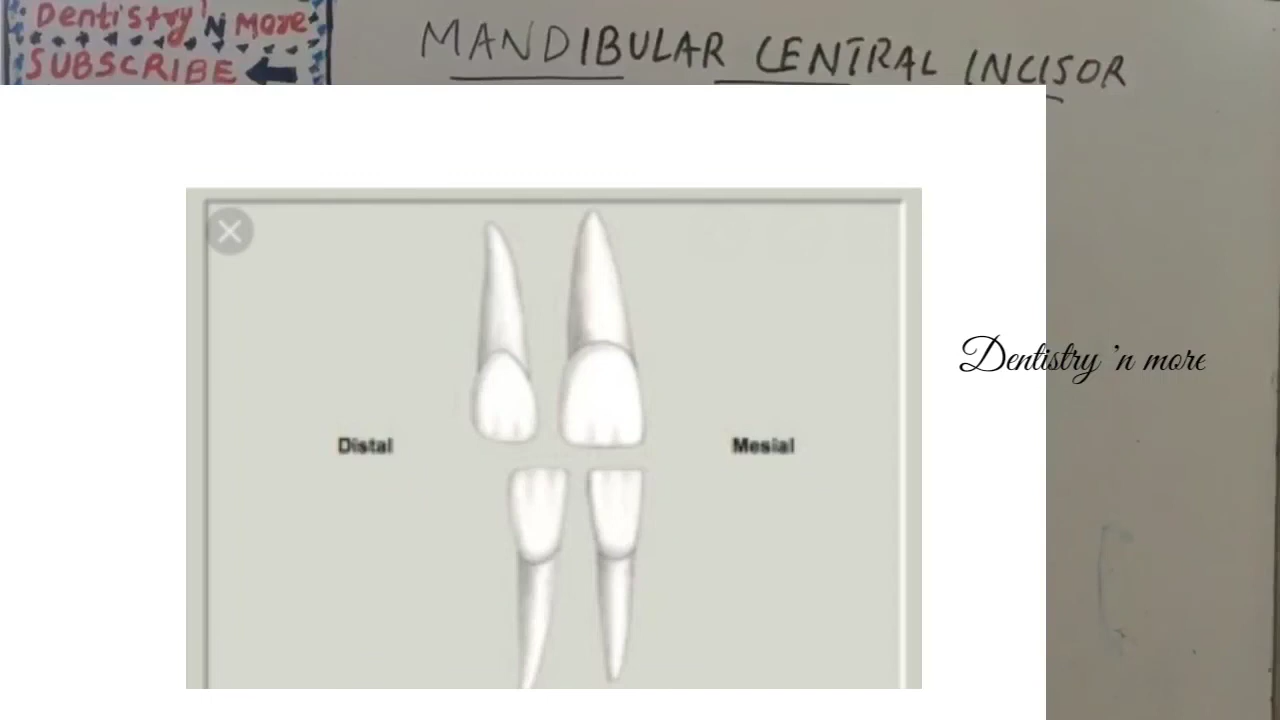 Dentistry 'N More
SUBSCRIBE
MANDIBULAR CENTRAL INCISOR
Dentistry 'n more
Distal
Mesial